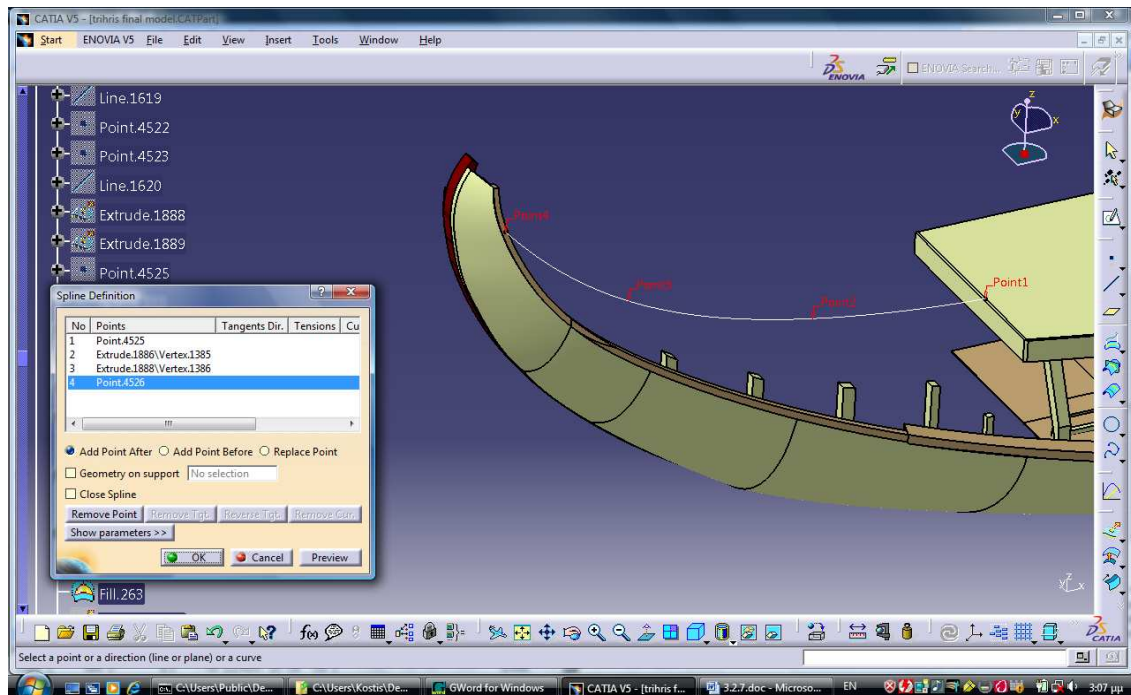 CATIA V5 - [trihris final model.CATPart]
Start ENOVIA V5 File Edit View Insert Tools Window Help
ENOVIA ENOVIA Search...
Line.1619
Point.4522
Point.4523
Line.1620
Extrude.1888
Extrude.1889
Point.4525
Spline Definition
No Points Tangents Dir. Tensions Cu
1 Point.4525
2 Extrude.1886\Vertex.1385
3 Extrude.1888\Vertex.1386
4 Point.4526
Add Point After Add Point Before Replace Point
Geometry on support No selection
Close Spline
Remove Point Remove Tgt. Reverse Tgt. Remove Cur.
Show parameters >>
OK Cancel Preview
Fill.263
Point4
Point3
Point2
Point1
z
y x
z
y x
CATIA
Select a point or a direction (line or plane) or a curve
C:\Users\Public\De... C:\Users\Kostis\De... GWord for Windows CATIA V5 - [trihris f... 3.2.7.doc - Microso... EN 3:07 μμ